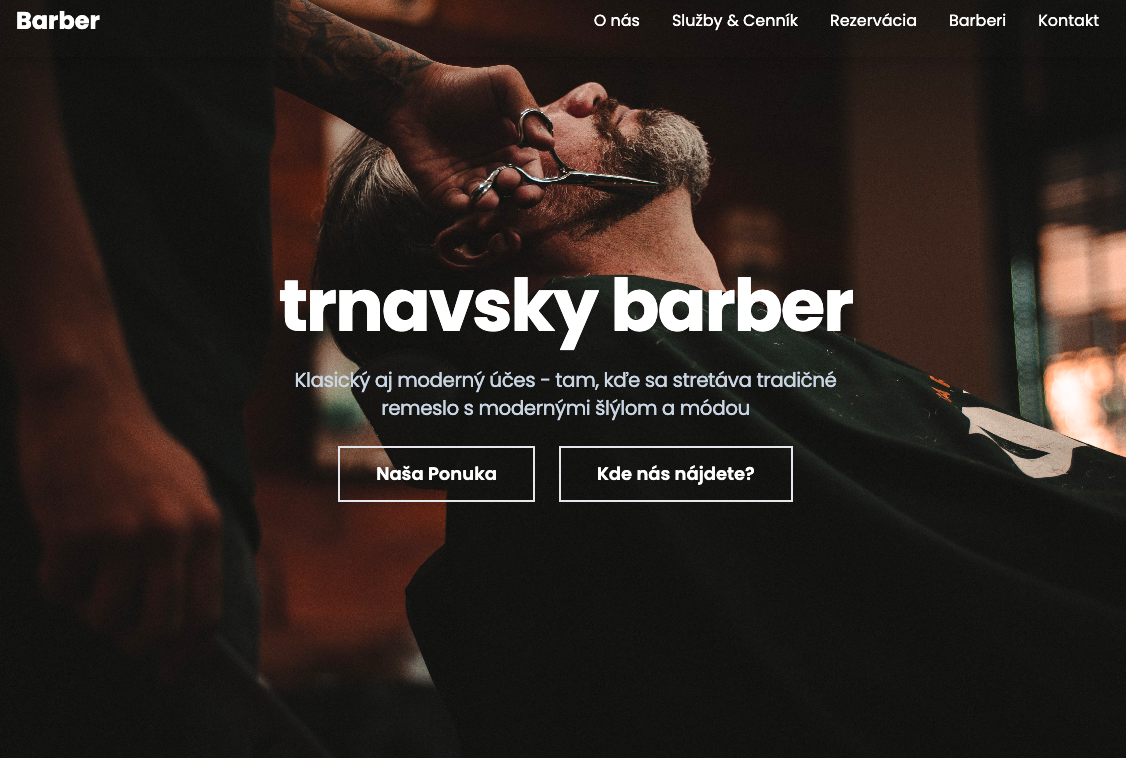 Barber
O nás Služby & Cenník Rezervácia Barberi Kontakt
trnavsky barber
Klasický aj moderný účes - tam, kďe sa stretáva tradičné
remeslo s modernými šlýlom a módou
Naša Ponuka Kde nás nájdete?